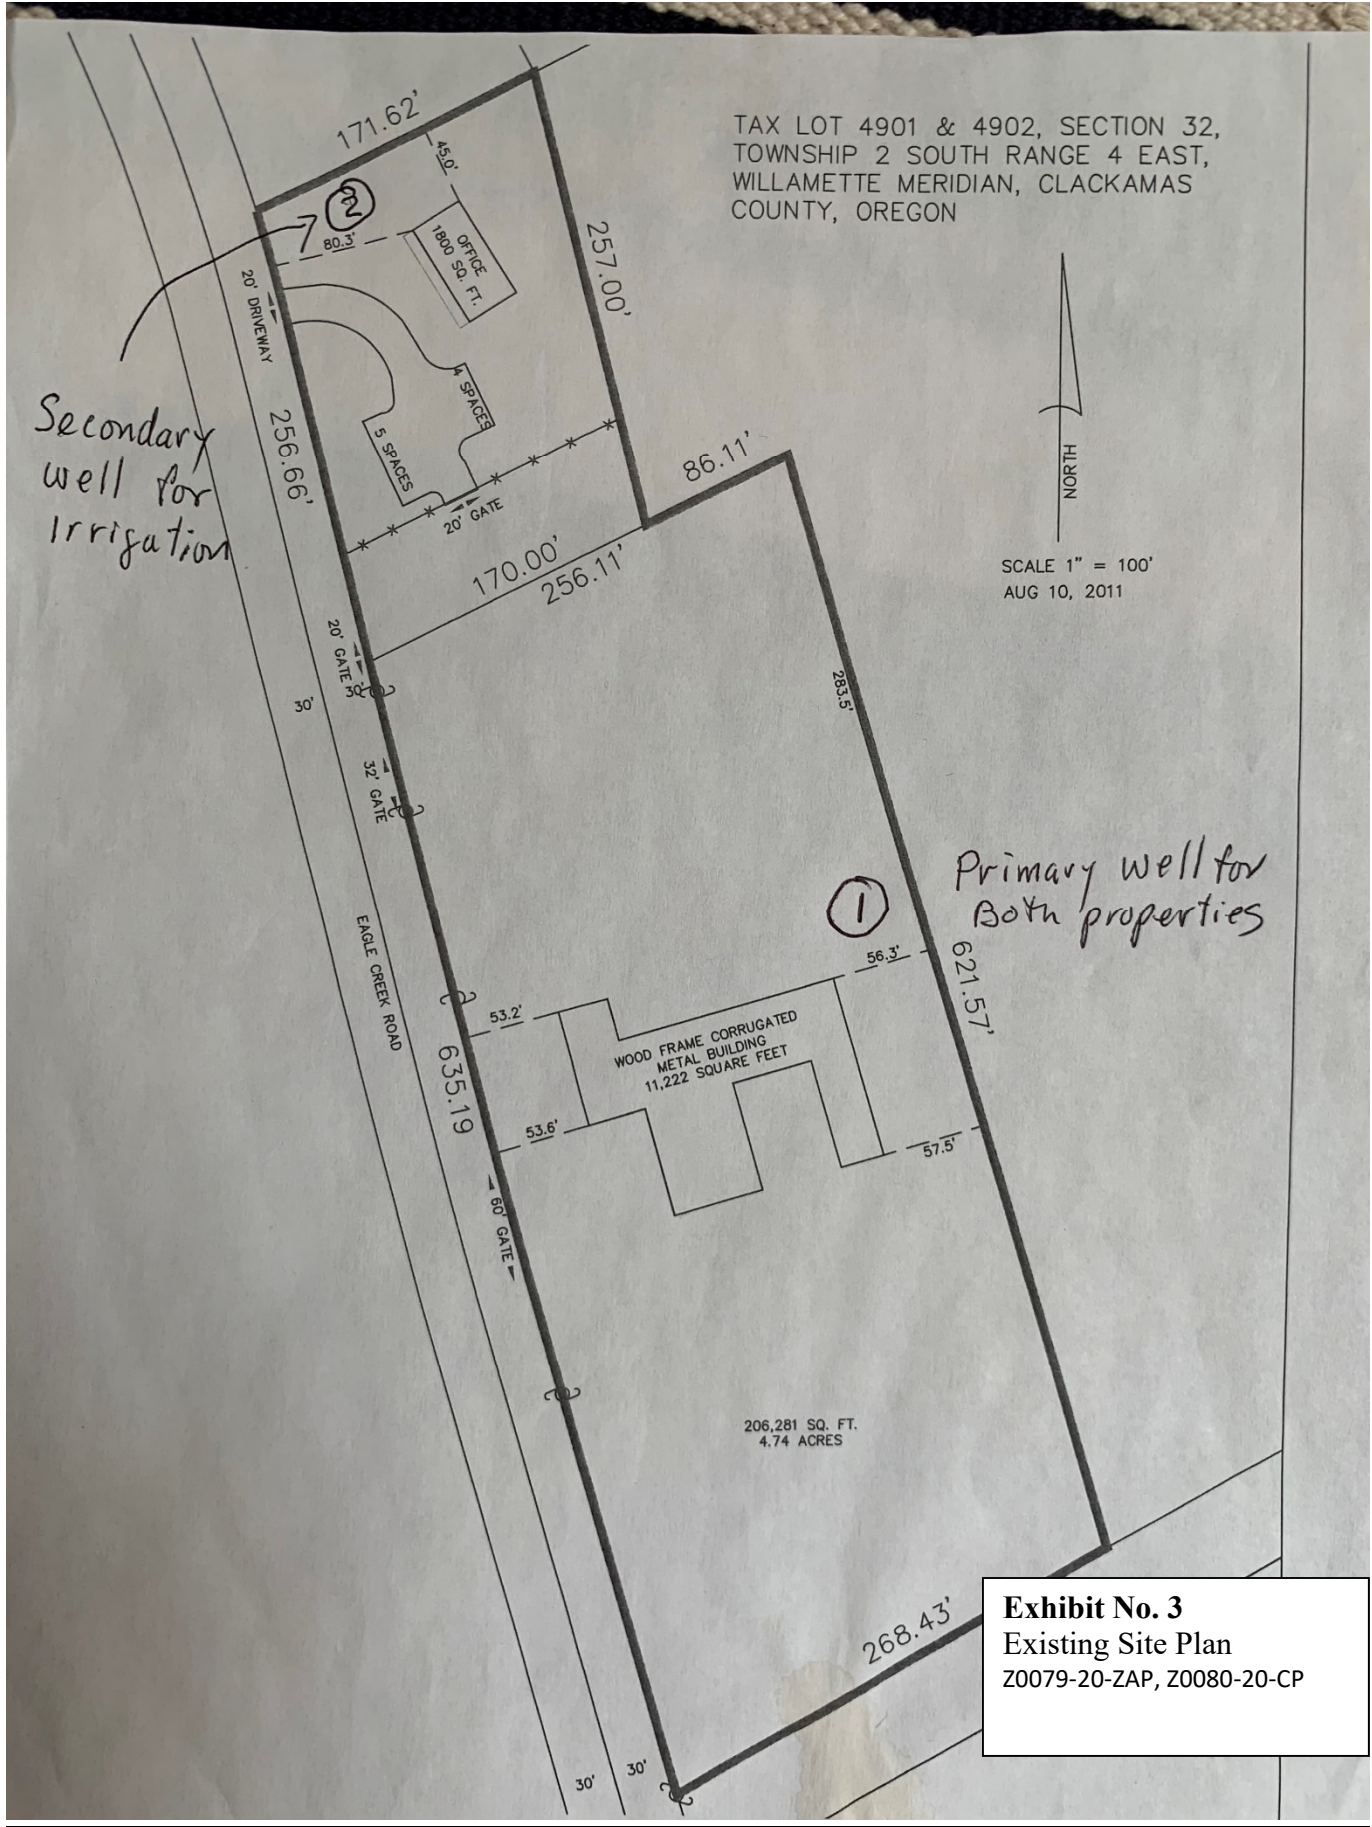 171.62'
45.0'
TAX LOT 4901 & 4902, SECTION 32,
TOWNSHIP 2 SOUTH RANGE 4 EAST,
WILLAMETTE MERIDIAN, CLACKAMAS
COUNTY, OREGON
2
80.3'
OFFICE
1800 SQ. FT.
257.00'
20' DRIVEWAY
Secondary
well for
Irrigation
256.66'
4 SPACES
5 SPACES
20' GATE
86.11'
NORTH
170.00'
256.11'
SCALE 1" = 100'
AUG 10, 2011
20' GATE
30'
30'
283.5'
32' GATE
1
Primary well for
Both properties
EAGLE CREEK ROAD
56.3'
621.57'
53.2'
WOOD FRAME CORRUGATED
METAL BUILDING
11,222 SQUARE FEET
635.19
53.6'
57.5'
60' GATE
206,281 SQ. FT.
4.74 ACRES
268.43'
30'
30'
Exhibit No. 3
Existing Site Plan
Z0079-20-ZAP, Z0080-20-CP